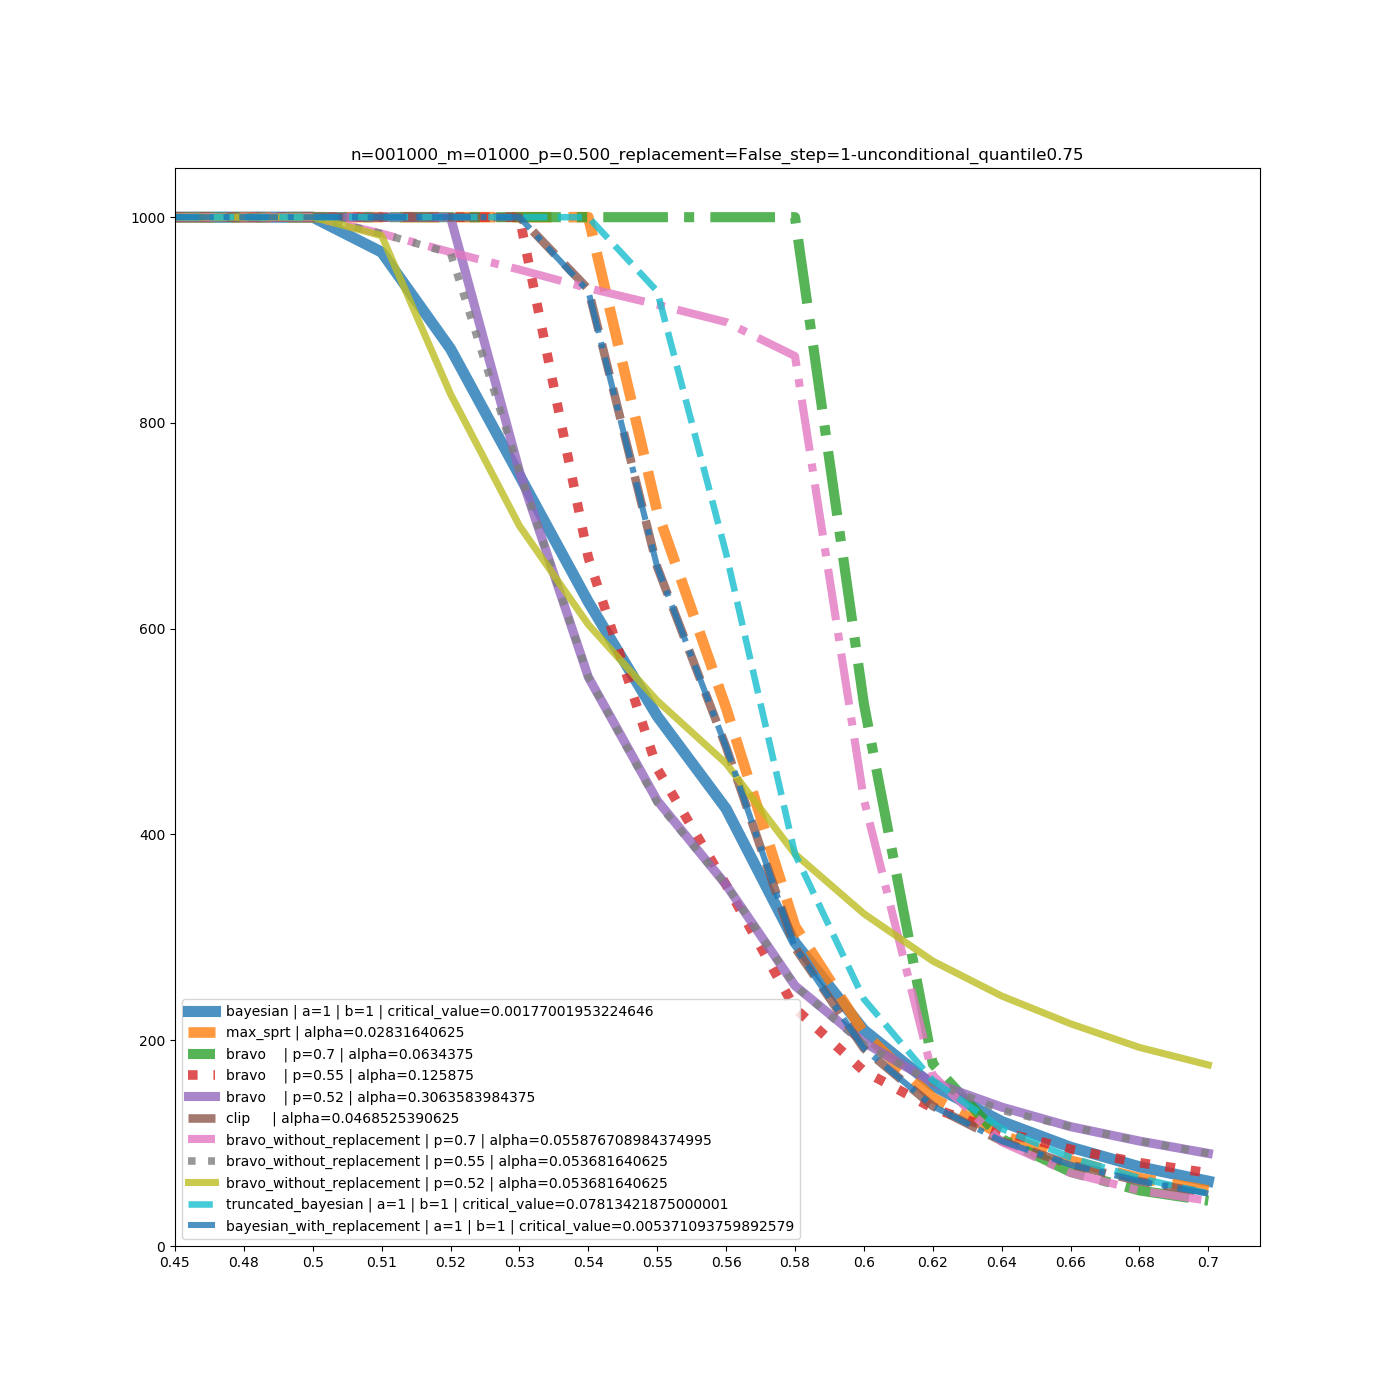 n=001000_m=01000_p=0.500_replacement=False_step=1-unconditional_quantile0.75
1000
800
600
400
200
0
bayesian | a=1 | b=1 | critical_value=0.00177001953224646
max_sprt | alpha=0.02831640625
bravo | p=0.7 | alpha=0.0634375
bravo | p=0.55 | alpha=0.125875
bravo | p=0.52 | alpha=0.3063583984375
clip | alpha=0.0468525390625
bravo_without_replacement | p=0.7 | alpha=0.055876708984374995
bravo_without_replacement | p=0.55 | alpha=0.053681640625
bravo_without_replacement | p=0.52 | alpha=0.053681640625
truncated_bayesian | a=1 | b=1 | critical_value=0.07813421875000001
bayesian_with_replacement | a=1 | b=1 | critical_value=0.005371093759892579
0.45 0.48 0.5 0.51 0.52 0.53 0.54 0.55 0.56 0.58 0.6 0.62 0.64 0.66 0.68 0.7